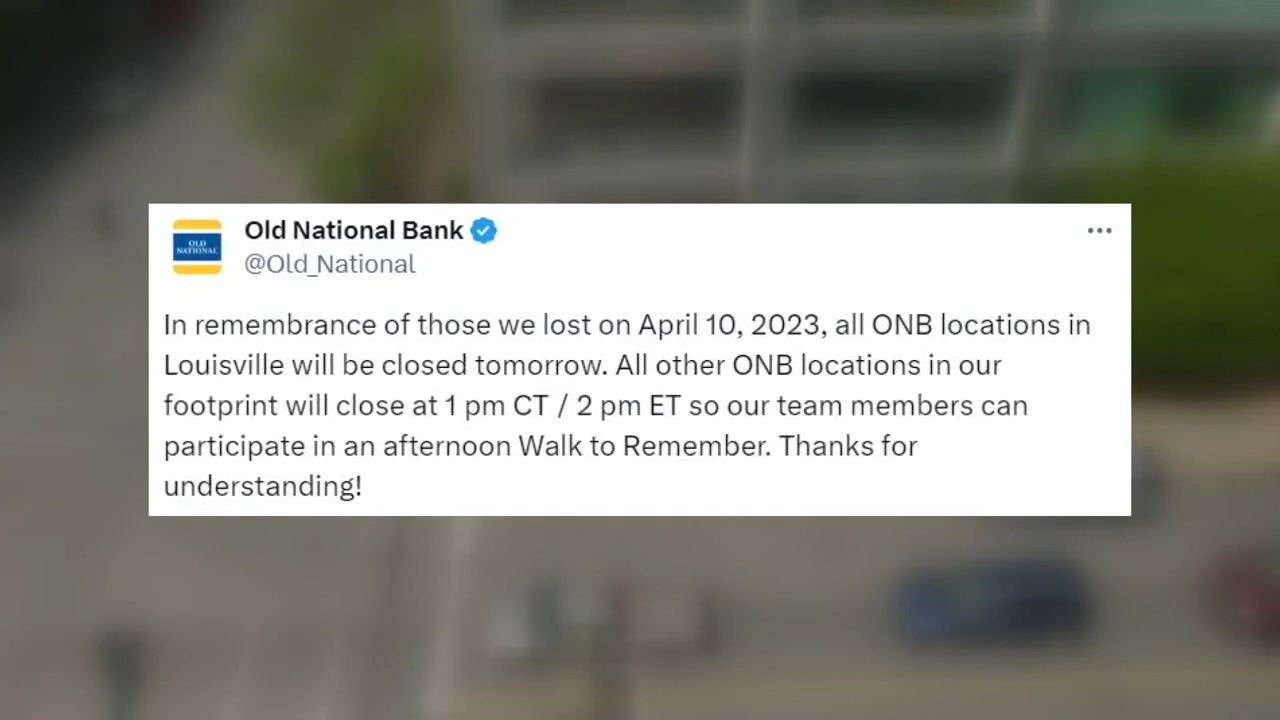 OLD
NATIONAL
Old National Bank
@Old_National
In remembrance of those we lost on April 10, 2023, all ONB locations in
Louisville will be closed tomorrow. All other ONB locations in our
footprint will close at 1 pm CT / 2 pm ET so our team members can
participate in an afternoon Walk to Remember. Thanks for
understanding!